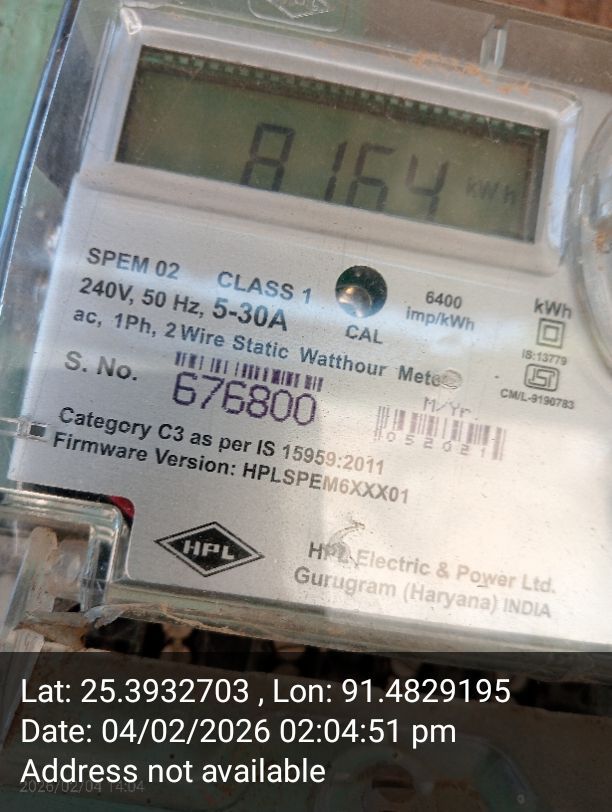 8164 kWh
SPEM 02 CLASS 1
240V, 50 Hz, 5-30A
CAL
6400
imp/kWh
kWh
ac, 1Ph, 2 Wire Static Watthour Meter
IS:13779
ISI
CM/L-9190783
S. No.
676800
M/Yr.
052021
Category C3 as per IS 15959:2011
Firmware Version: HPLSPEM6XXX01
HPL
HPL Electric & Power Ltd.
Gurugram (Haryana) INDIA
Lat: 25.3932703 , Lon: 91.4829195
Date: 04/02/2026 02:04:51 pm
Address not available
2026/02/04 14:04